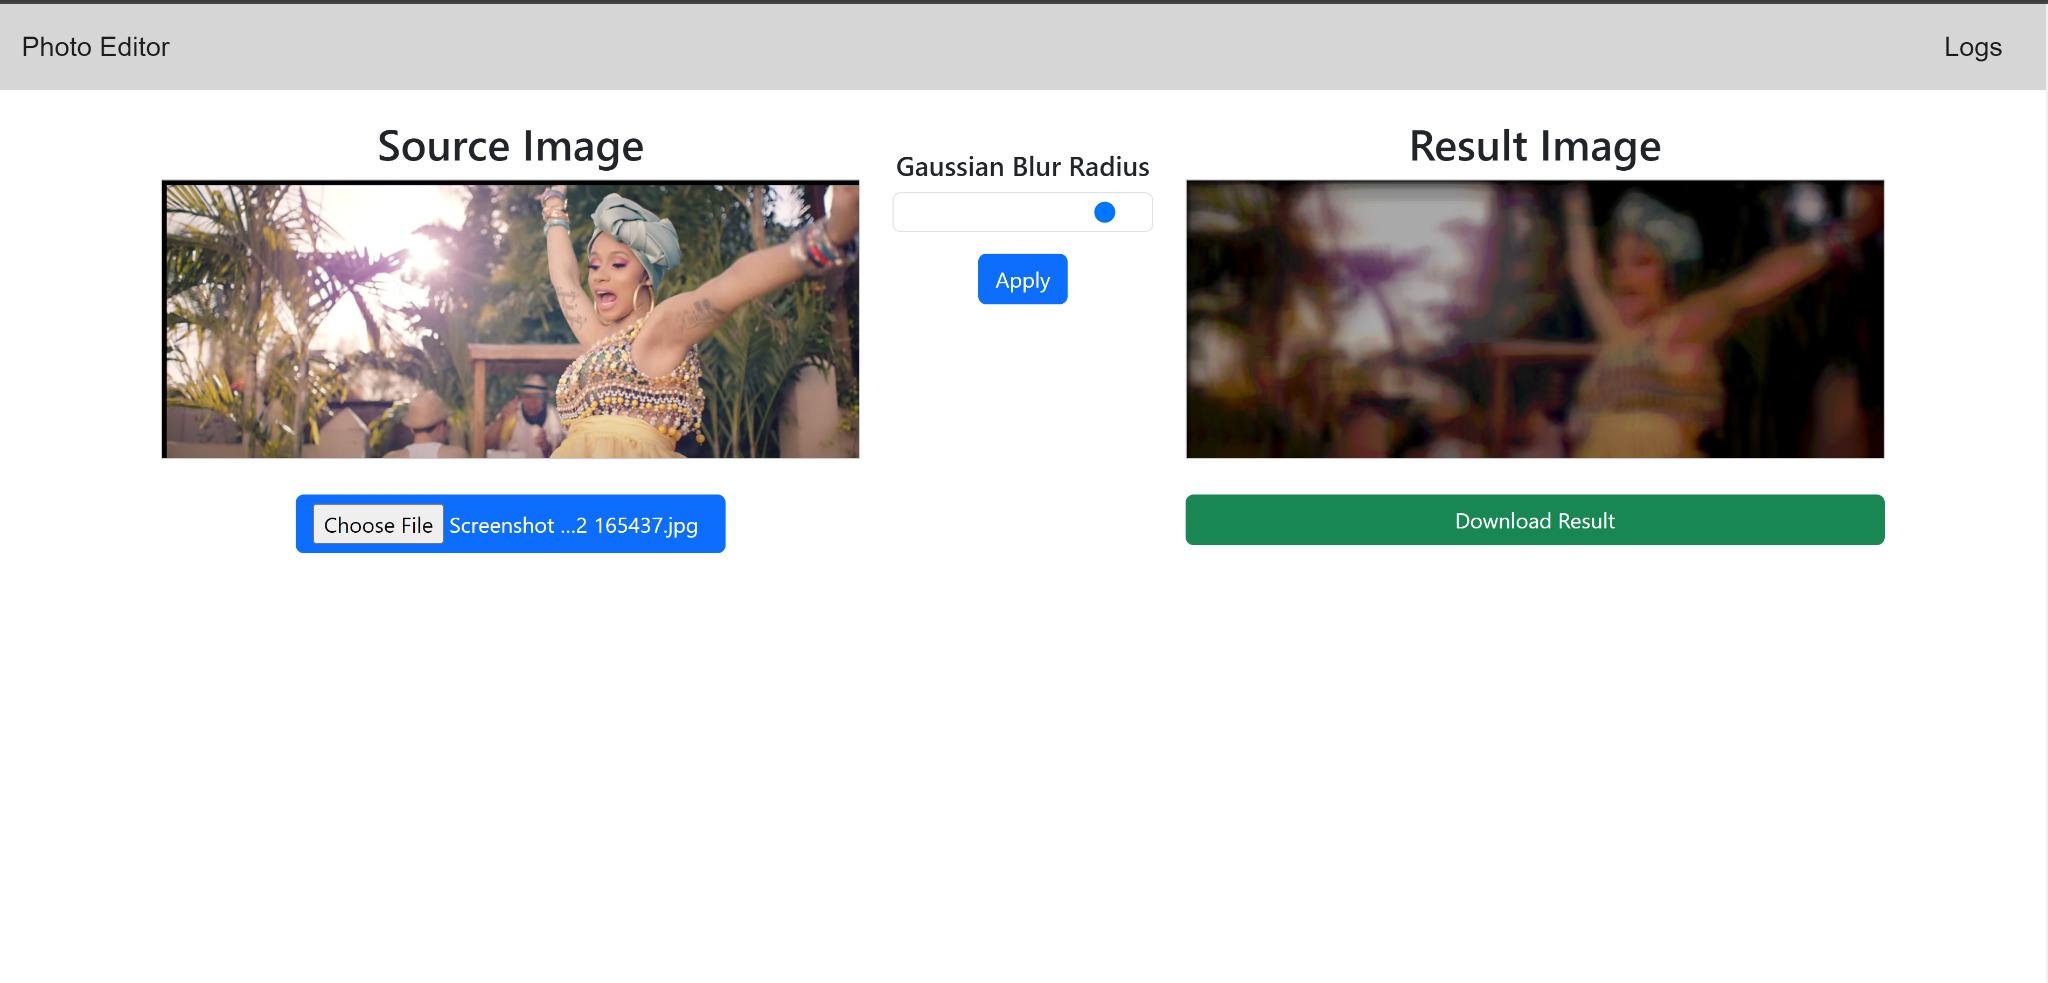 Photo Editor
Logs
Source Image
Gaussian Blur Radius
Apply
Result Image
Choose File Screenshot ...2 165437.jpg
Download Result